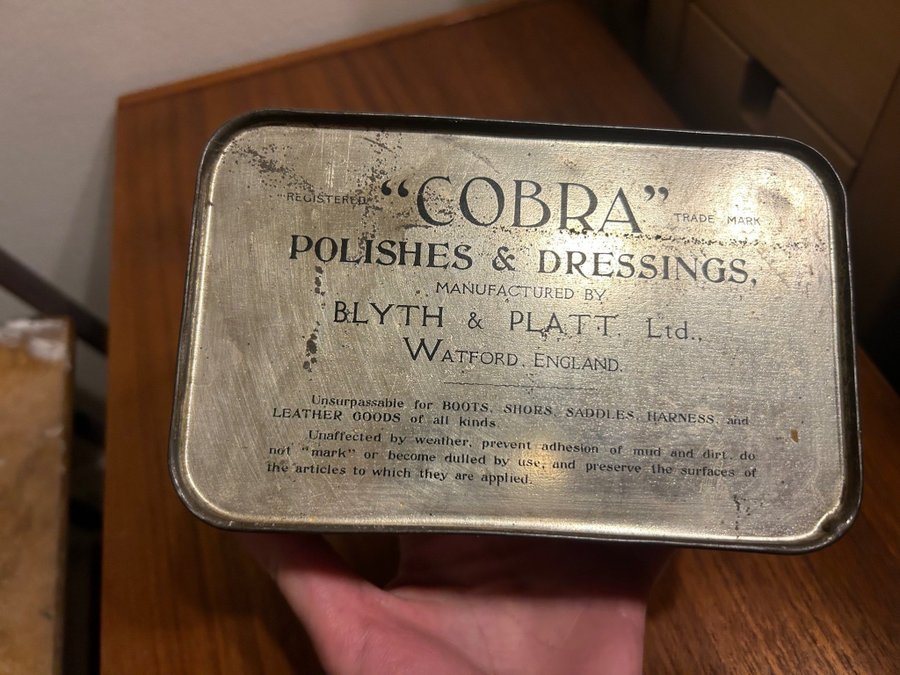 REGISTERED "COBRA" TRADE MARK
POLISHES & DRESSINGS,
MANUFACTURED BY
BLYTH & PLATT, Ltd.,
WATFORD, ENGLAND.
Unsurpassable for BOOTS, SHOES, SADDLES, HARNESS, and
LEATHER GOODS of all kinds
Unaffected by weather, prevent adhesion of mud and dirt, do
not "mark" or become dulled by use, and preserve the surfaces of
the articles to which they are applied.